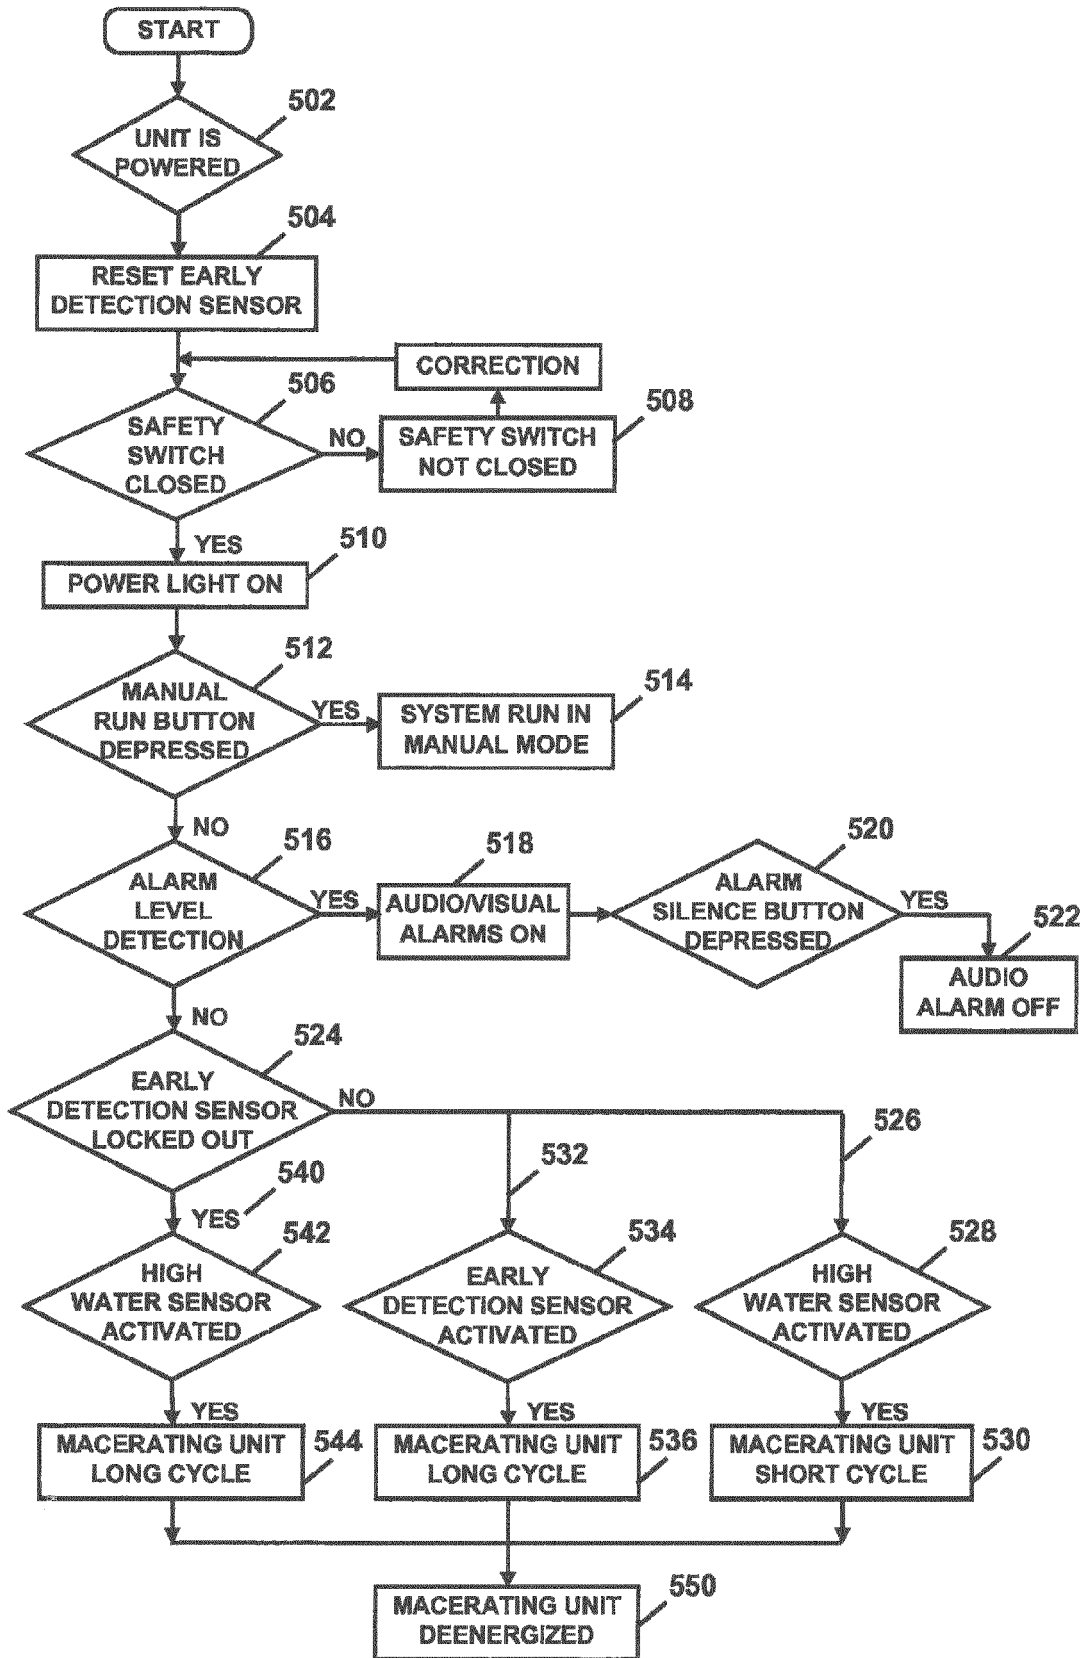 START
502
UNIT IS
POWERED
504
RESET EARLY
DETECTION SENSOR
CORRECTION
506
508
SAFETY
SWITCH
CLOSED
NO
SAFETY SWITCH
NOT CLOSED
YES
510
POWER LIGHT ON
512
MANUAL
RUN BUTTON
DEPRESSED
YES
514
SYSTEM RUN IN
MANUAL MODE
NO
516
ALARM
LEVEL
DETECTION
YES
518
AUDIO/VISUAL
ALARMS ON
520
ALARM
SILENCE BUTTON
DEPRESSED
YES
522
AUDIO
ALARM OFF
NO
524
EARLY
DETECTION SENSOR
LOCKED OUT
NO
526
532
540
YES
542
HIGH
WATER SENSOR
ACTIVATED
534
EARLY
DETECTION SENSOR
ACTIVATED
528
HIGH
WATER SENSOR
ACTIVATED
YES
YES
YES
MACERATING UNIT
LONG CYCLE
544
MACERATING UNIT
LONG CYCLE
536
MACERATING UNIT
SHORT CYCLE
530
550
MACERATING UNIT
DEENERGIZED